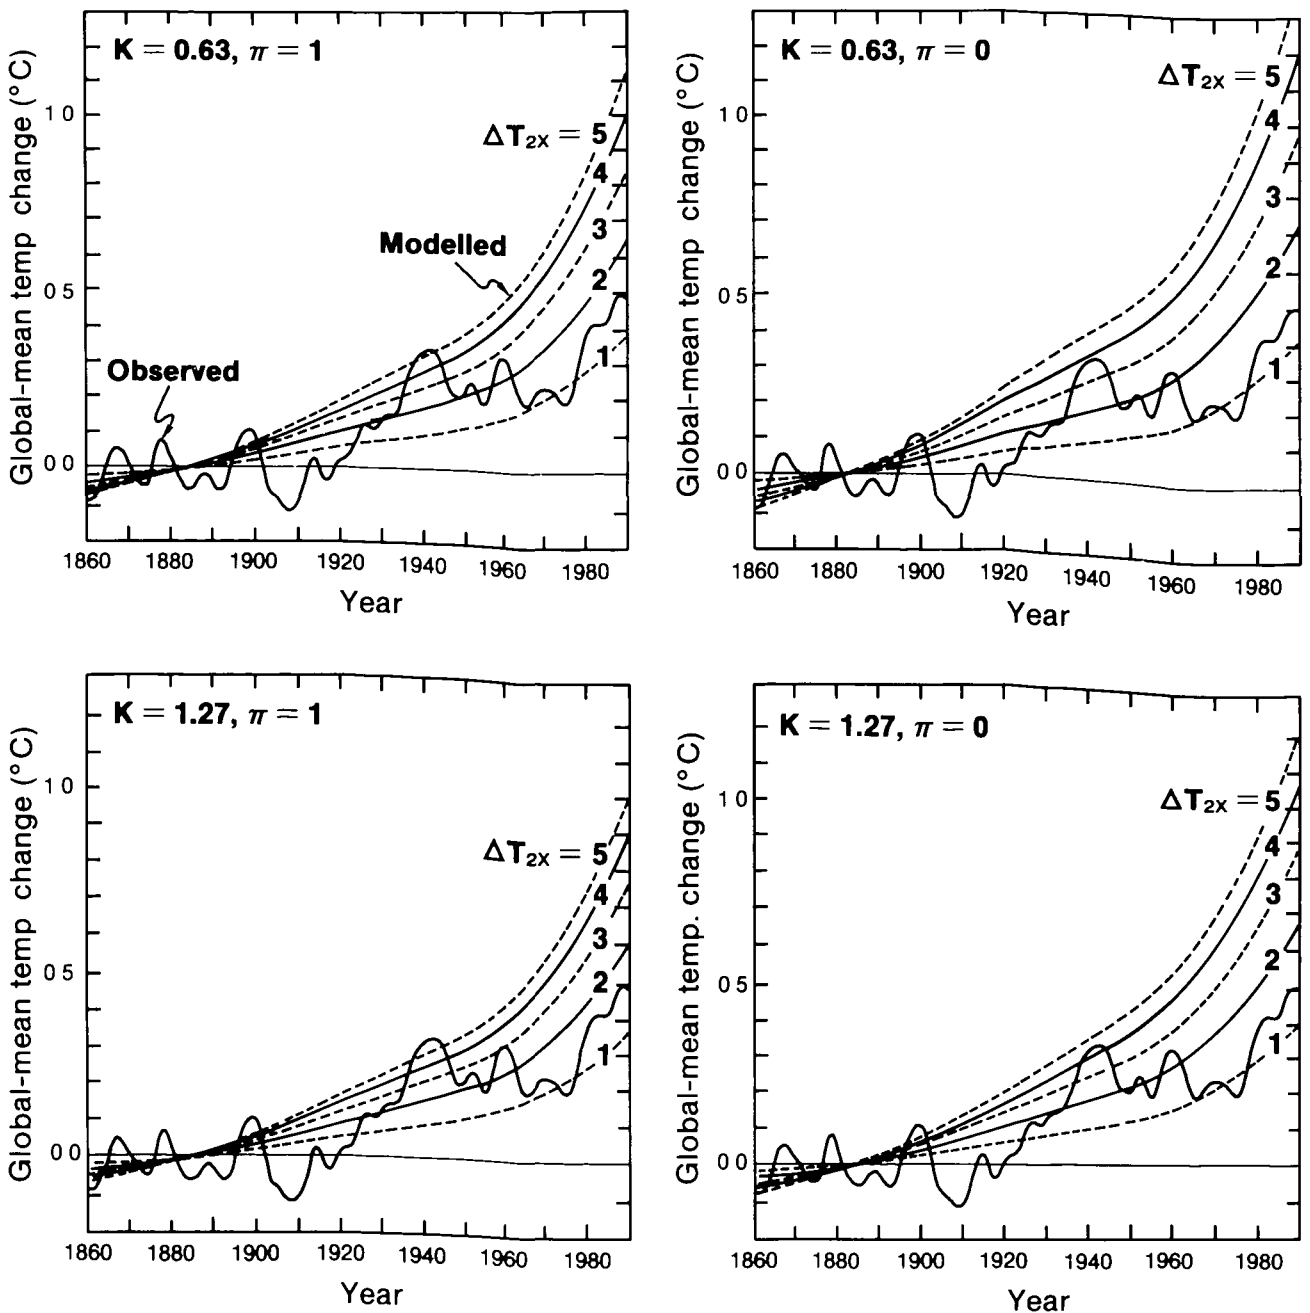 K = 0.63, π = 1
Global-mean temp change (°C)
1 0
0 5
0 0
ΔT2X = 5
4
3
2
1
Modelled
Observed
1860 1880 1900 1920 1940 1960 1980
Year
K = 0.63, π = 0
Global-mean temp change (°C)
1 0
0 5
0 0
ΔT2X = 5
4
3
2
1
1860 1880 1900 1920 1940 1960 1980
Year
K = 1.27, π = 1
Global-mean temp change (°C)
1 0
0 5
0 0
ΔT2X = 5
4
3
2
1
1860 1880 1900 1920 1940 1960 1980
Year
K = 1.27, π = 0
Global-mean temp. change (°C)
1 0
0 5
0 0
ΔT2X = 5
4
3
2
1
1860 1880 1900 1920 1940 1960 1980
Year